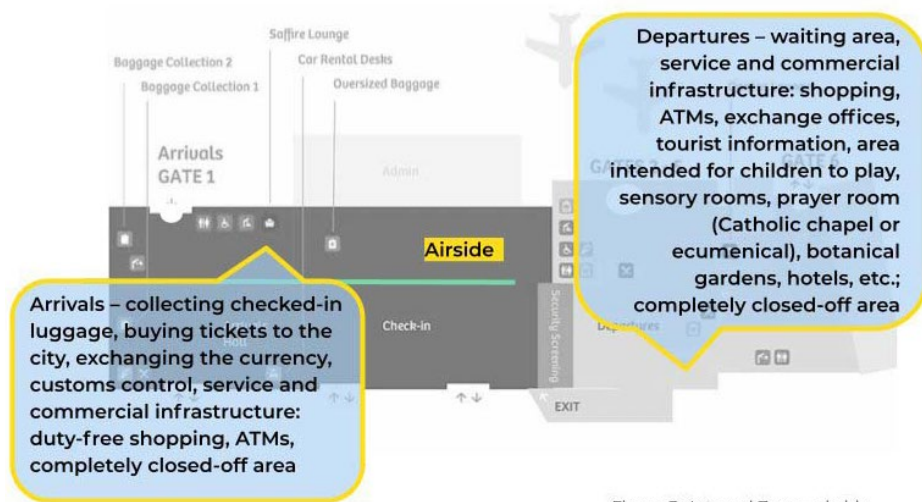 Saffire Lounge
Baggage Collection 2
Car Rental Desks
Baggage Collection 1
Oversized Baggage
Arrivals
GATE 1
Admin
GATE 6
Departures – waiting area,
service and commercial
infrastructure: shopping,
ATMs, exchange offices,
tourist information, area
intended for children to play,
sensory rooms, prayer room
(Catholic chapel or
ecumenical), botanical
gardens, hotels, etc.;
completely closed-off area
Airside
Arrivals – collecting checked-in
luggage, buying tickets to the
city, exchanging the currency,
customs control, service and
commercial infrastructure:
duty-free shopping, ATMs,
completely closed-off area
Hall
Check-in
Security Screening
Departures
EXIT